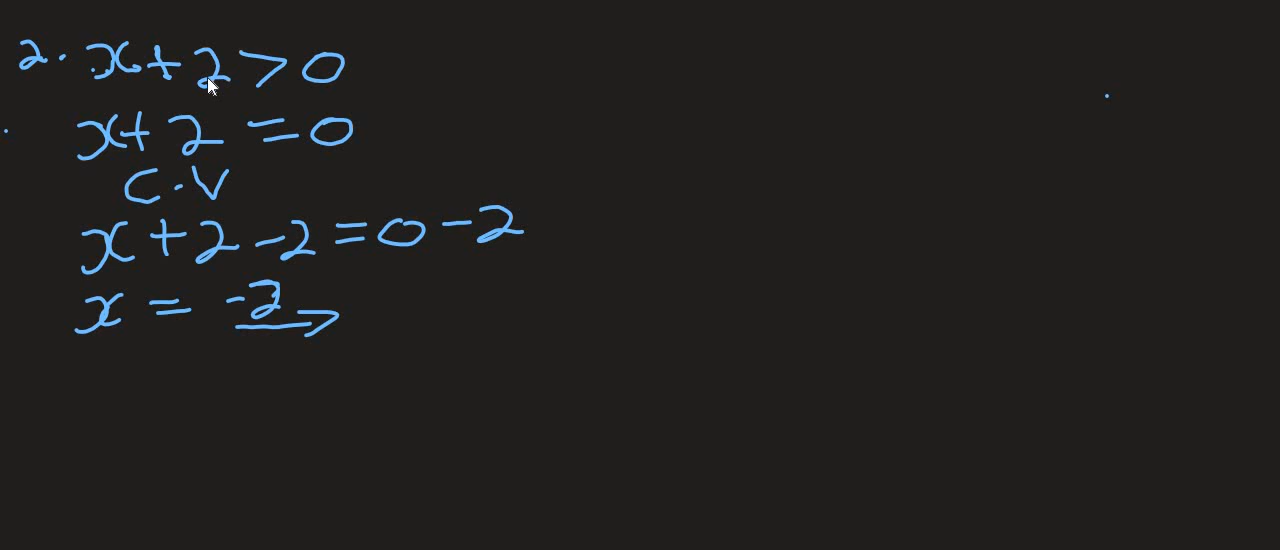 2. x + 2 > 0
x + 2 = 0
C.V
x + 2 - 2 = 0 - 2
x = -2